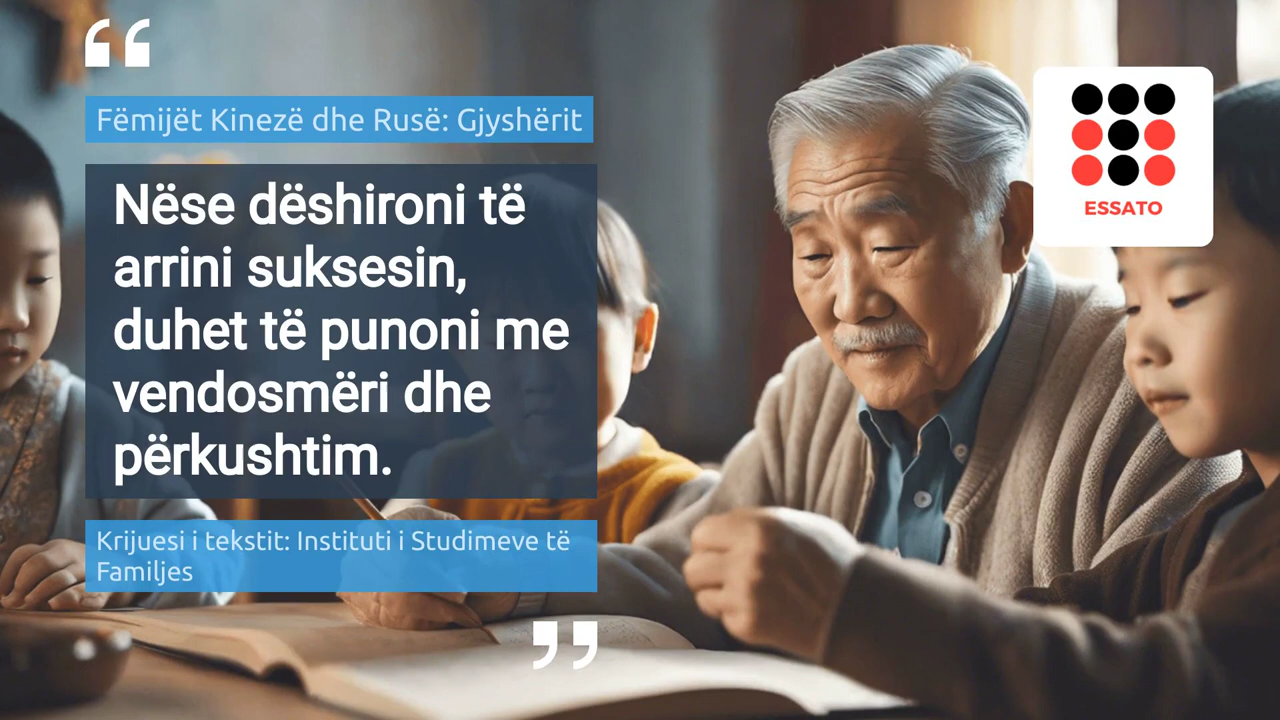 “
Fëmijët Kinezë dhe Rusë: Gjyshërit
Nëse dëshironi të
arrini suksesin,
duhet të punoni me
vendosmëri dhe
përkushtim.
Krijuesi i tekstit: Instituti i Studimeve të
Familjes
”
ESSATO